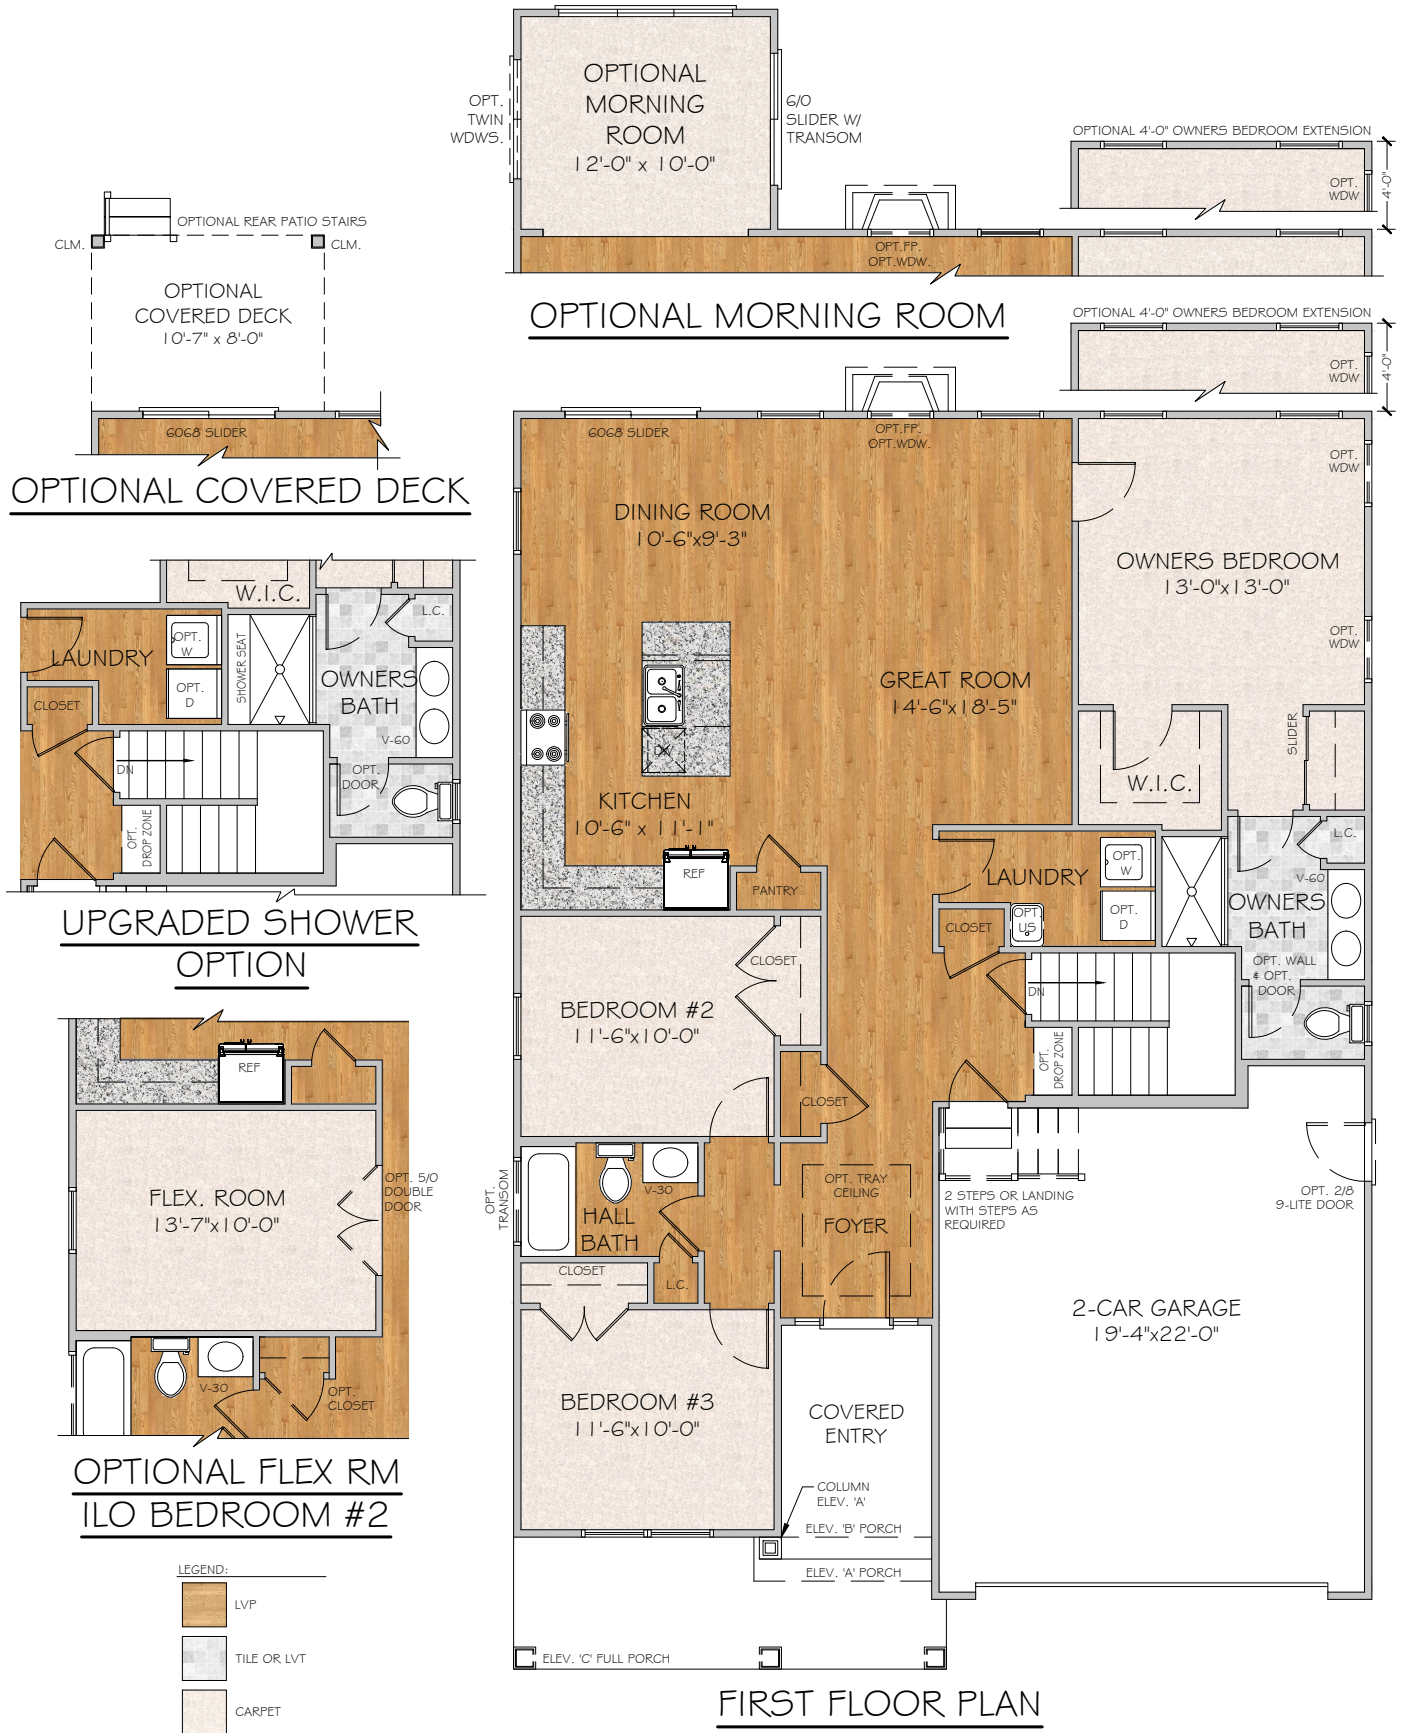 OPTIONAL
MORNING
ROOM
12'-0" x 10'-0"
OPT.
TWIN
WDWS.
6/0
SLIDER W/
TRANSOM
OPTIONAL 4'-0" OWNERS BEDROOM EXTENSION
OPT.
WDW
4'-0"
OPT.FP.
OPT.WDW.
OPTIONAL MORNING ROOM
OPTIONAL REAR PATIO STAIRS
CLM.
CLM.
OPTIONAL
COVERED DECK
10'-7" x 8'-0"
6068 SLIDER
OPTIONAL COVERED DECK
OPTIONAL 4'-0" OWNERS BEDROOM EXTENSION
OPT.
WDW
4'-0"
6068 SLIDER
OPT.FP.
OPT.WDW.
OPT.
WDW
DINING ROOM
10'-6"x9'-3"
OWNERS BEDROOM
13'-0"x13'-0"
OPT.
WDW
GREAT ROOM
14'-6"x18'-5"
SLIDER
W.I.C.
DW
KITCHEN
10'-6" x 11'-1"
REF
PANTRY
LAUNDRY
OPT.
W
OPT.
D
OPT
US
CLOSET
L.C.
V-60
OWNERS
BATH
OPT. WALL
& OPT.
DOOR
DN
OPT.
DROP ZONE
CLOSET
BEDROOM #2
11'-6"x10'-0"
CLOSET
OPT.
TRANSOM
V-30
HALL
BATH
OPT. TRAY
CEILING
FOYER
2 STEPS OR LANDING
WITH STEPS AS
REQUIRED
OPT. 2/8
9-LITE DOOR
CLOSET
L.C.
2-CAR GARAGE
19'-4"x22'-0"
BEDROOM #3
11'-6"x10'-0"
COVERED
ENTRY
COLUMN
ELEV. 'A'
ELEV. 'B' PORCH
ELEV. 'A' PORCH
ELEV. 'C' FULL PORCH
FIRST FLOOR PLAN
W.I.C.
L.C.
LAUNDRY
OPT.
W
OPT.
D
SHOWER SEAT
OWNERS
BATH
V-60
CLOSET
DN
OPT.
DOOR
OPT.
DROP ZONE
UPGRADED SHOWER
OPTION
REF
FLEX. ROOM
13'-7"x10'-0"
OPT. 5/0
DOUBLE
DOOR
V-30
OPT.
CLOSET
OPTIONAL FLEX RM
ILO BEDROOM #2
LEGEND:
LVP
TILE OR LVT
CARPET